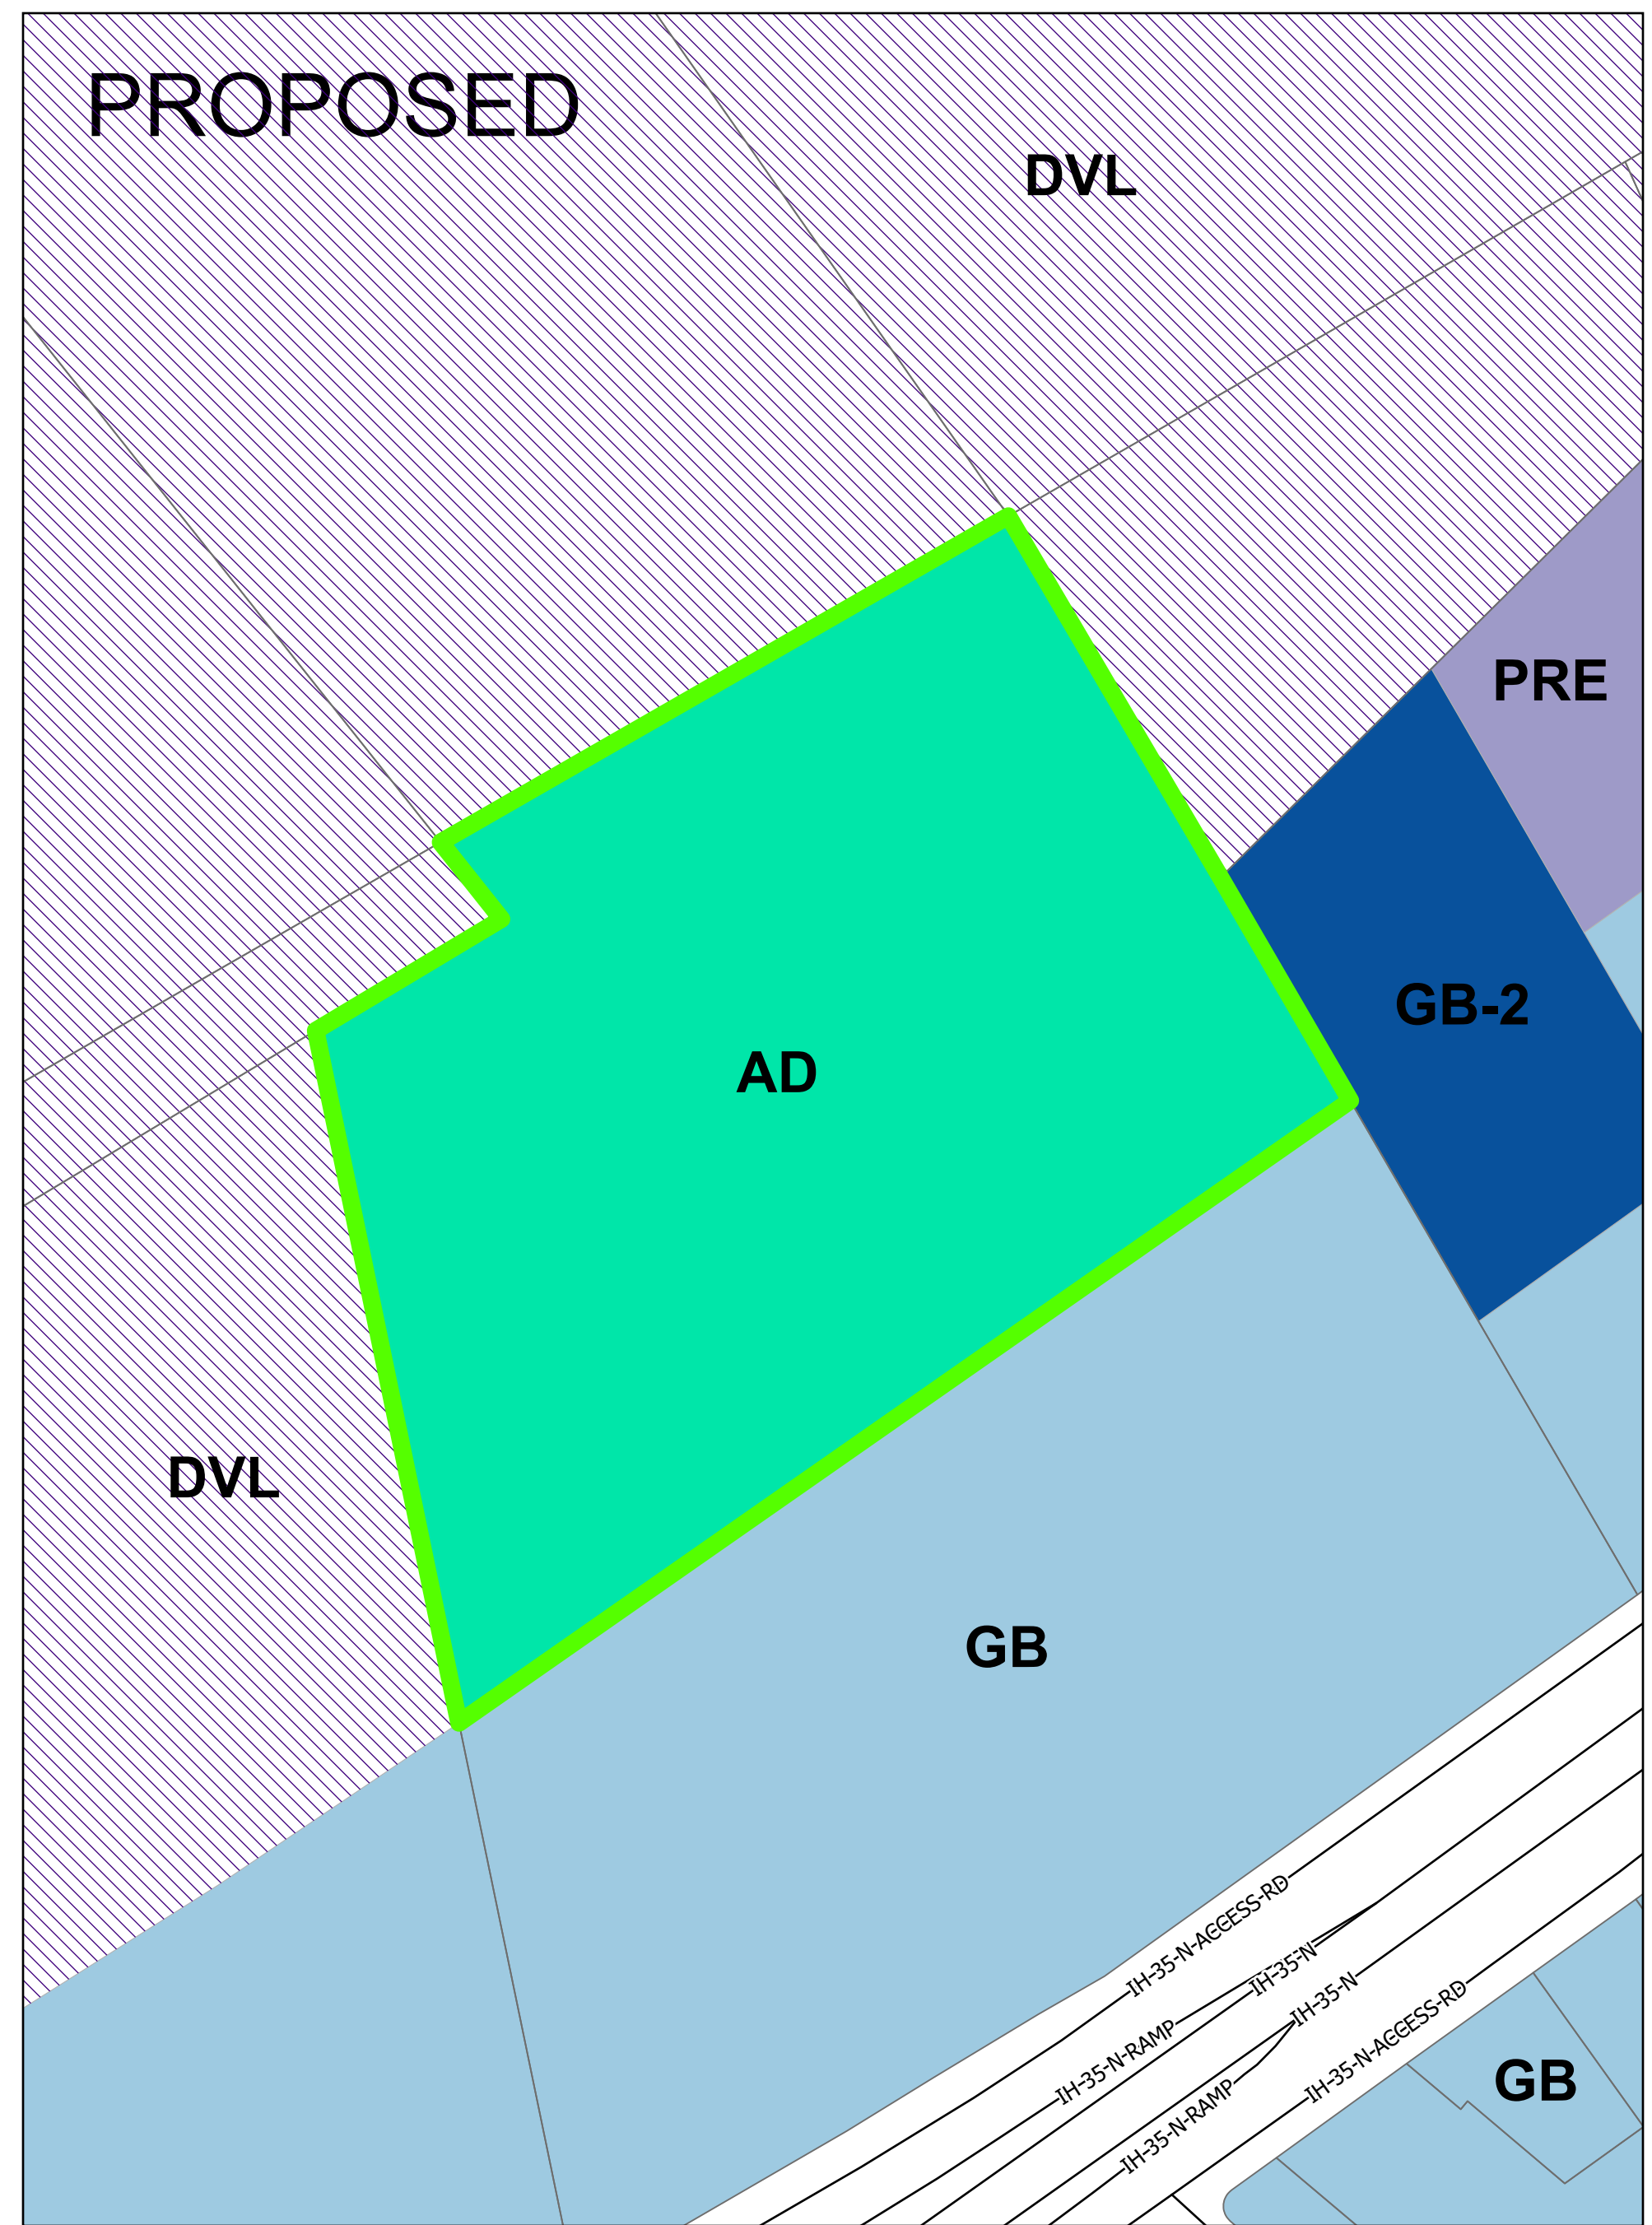 PROPOSED
DVL
PRE
GB-2
AD
DVL
GB
IH-35-N-ACCESS-RD
IH-35-N
IH-35-N
IH-35-N-ACCESS-RD
IH-35-N-RAMP
IH-35-N-RAMP
GB